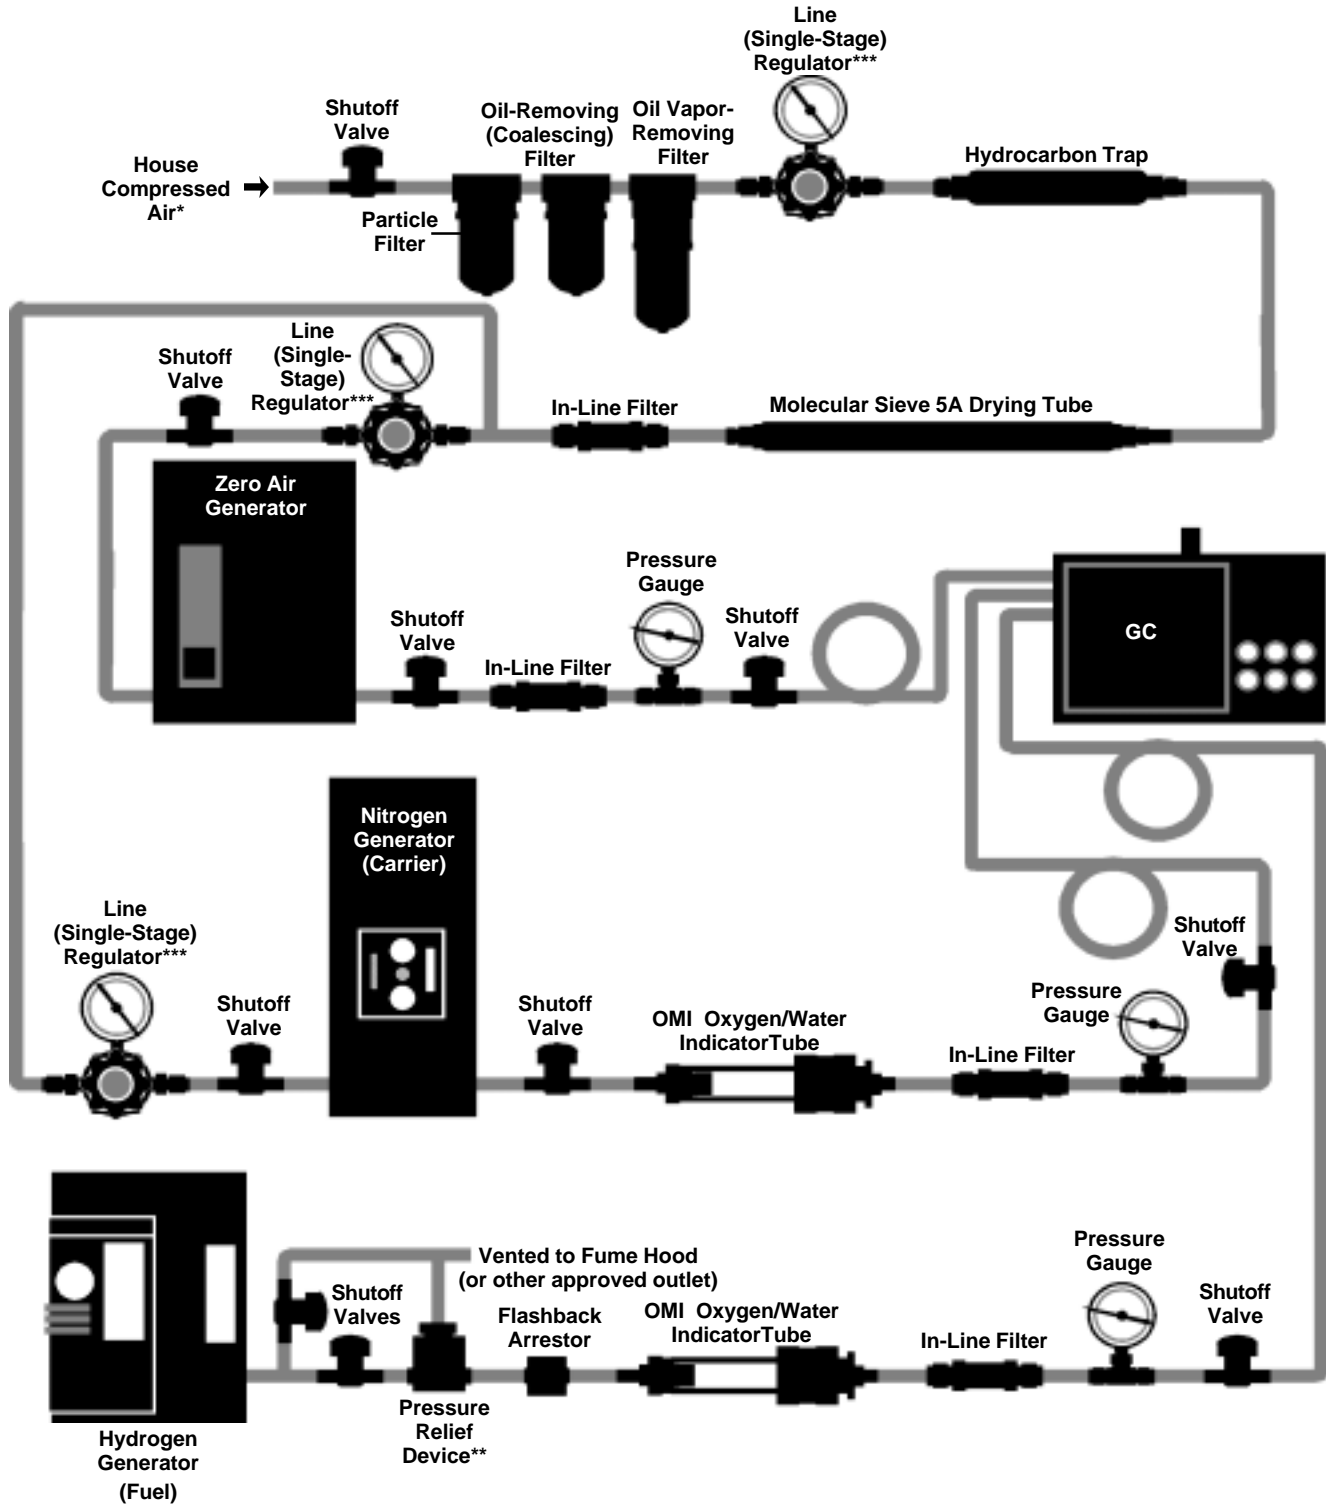 Line
(Single-Stage)
Regulator***
Shutoff
Valve
Oil-Removing
(Coalescing)
Filter
Oil Vapor-
Removing
Filter
House
Compressed
Air*
Particle
Filter
Hydrocarbon Trap
Line
(Single-
Stage)
Regulator***
Shutoff
Valve
In-Line Filter
Molecular Sieve 5A Drying Tube
Zero Air
Generator
Shutoff
Valve
In-Line Filter
Pressure
Gauge
Shutoff
Valve
GC
Nitrogen
Generator
(Carrier)
Line
(Single-Stage)
Regulator***
Shutoff
Valve
Shutoff
Valve
OMI Oxygen/Water
IndicatorTube
In-Line Filter
Pressure
Gauge
Shutoff
Valve
Vented to Fume Hood
(or other approved outlet)
Shutoff
Valves
Flashback
Arrestor
OMI Oxygen/Water
IndicatorTube
In-Line Filter
Pressure
Gauge
Shutoff
Valve
Pressure
Relief
Device**
Hydrogen
Generator
(Fuel)